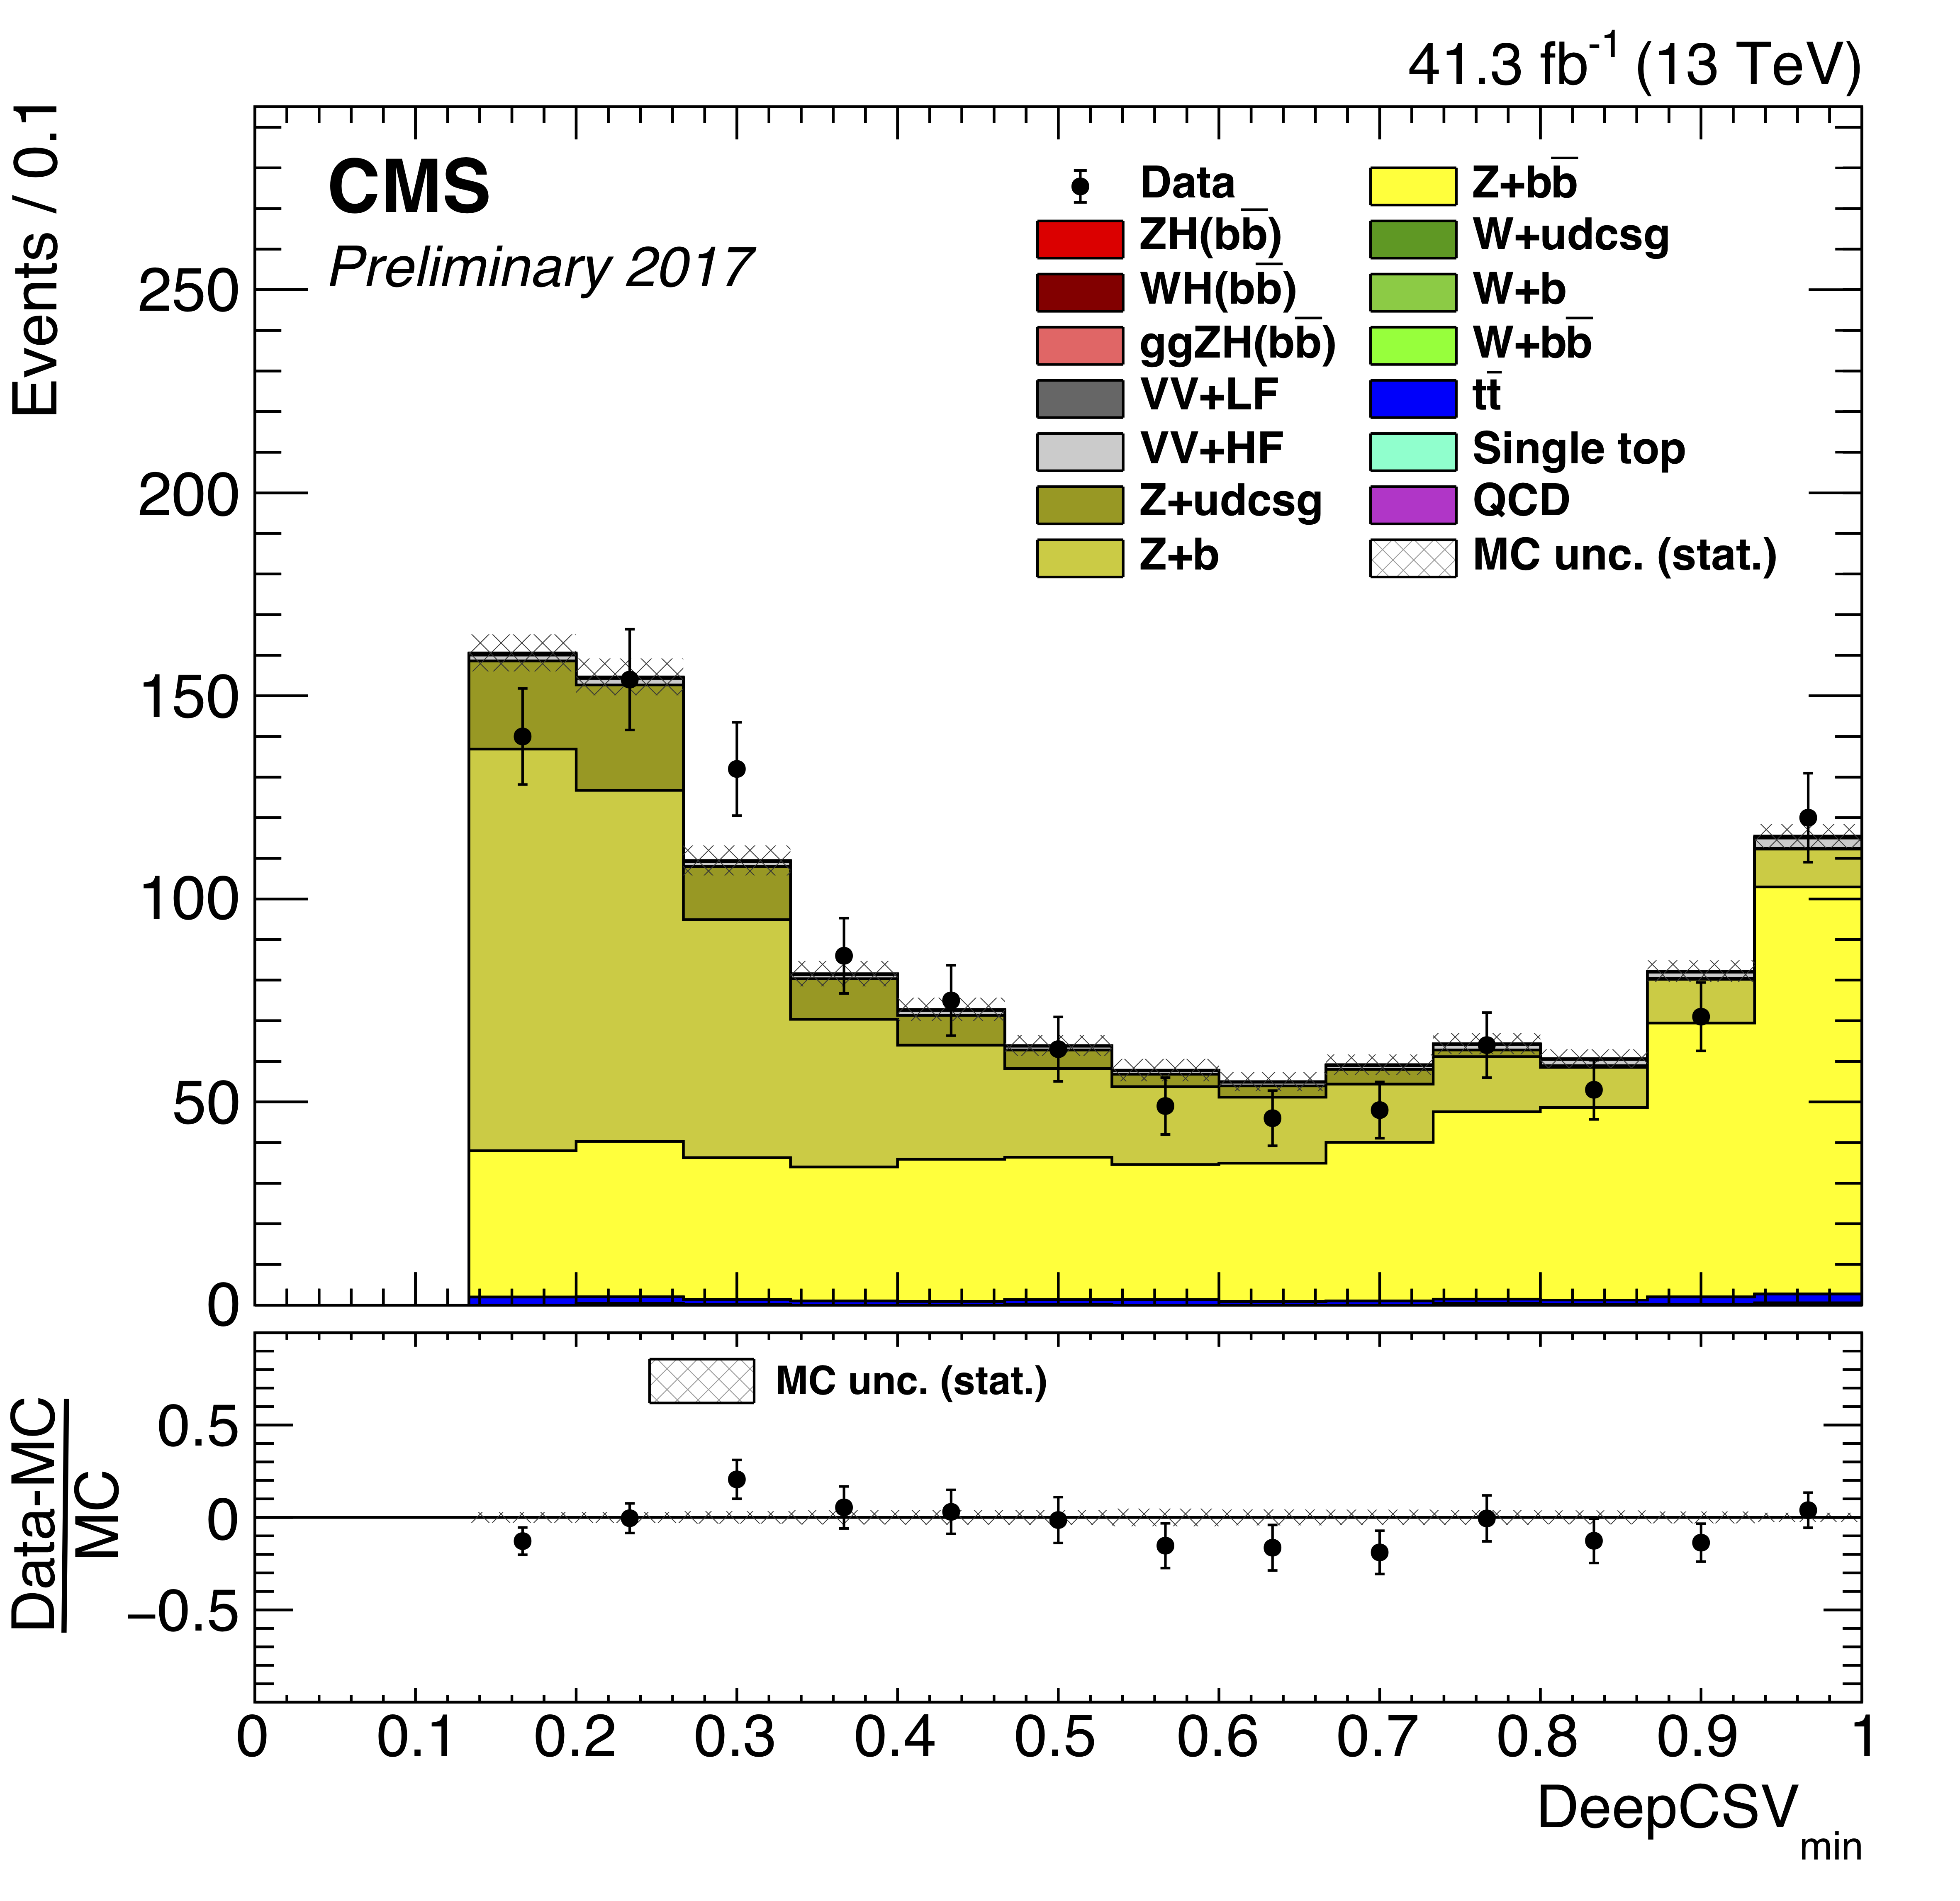 41.3 fb⁻¹ (13 TeV)
Events / 0.1
CMS
Preliminary 2017
Data
ZH(bb̅)
WH(bb̅)
ggZH(bb̅)
VV+LF
VV+HF
Z+udcsg
Z+b
Z+bb̅
W+udcsg
W+b
W+bb̅
tt̅
Single top
QCD
MC unc. (stat.)
250
200
150
100
50
0
MC unc. (stat.)
Data-MC
MC
0.5
0
−0.5
0 0.1 0.2 0.3 0.4 0.5 0.6 0.7 0.8 0.9 1
DeepCSV min